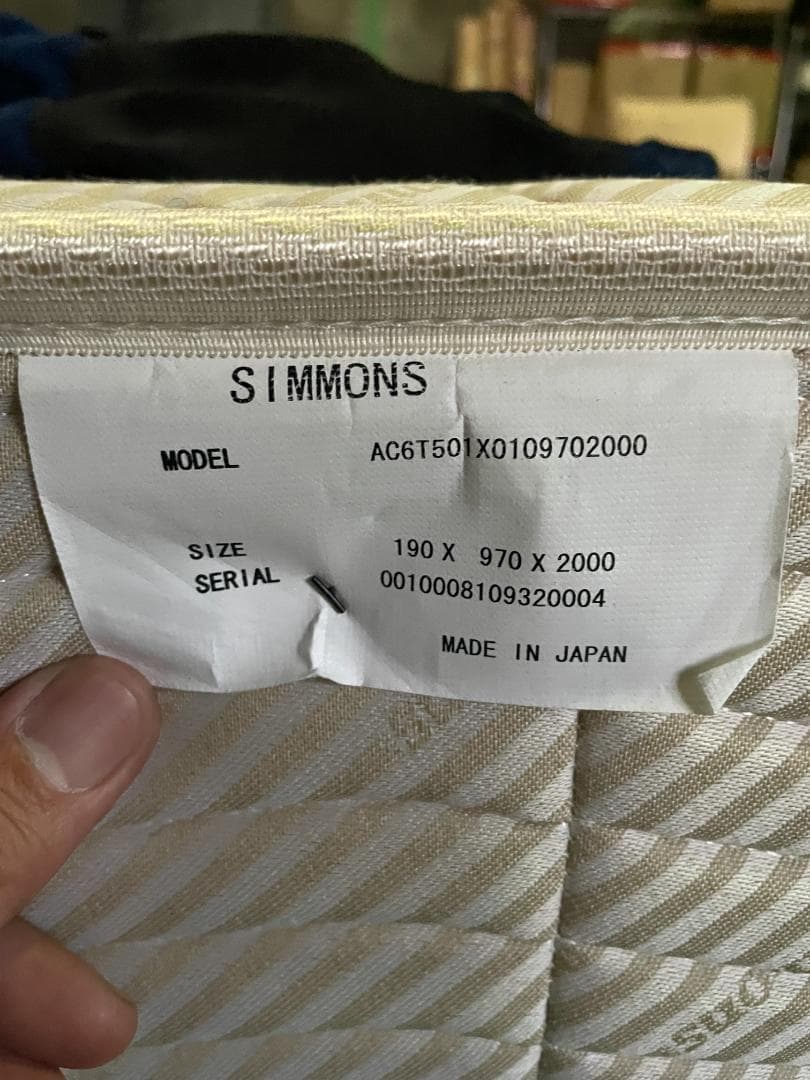 SIMMONS
MODEL AC6T501X0109702000
SIZE 190 X 970 X 2000
SERIAL 0010008109320004
MADE IN JAPAN